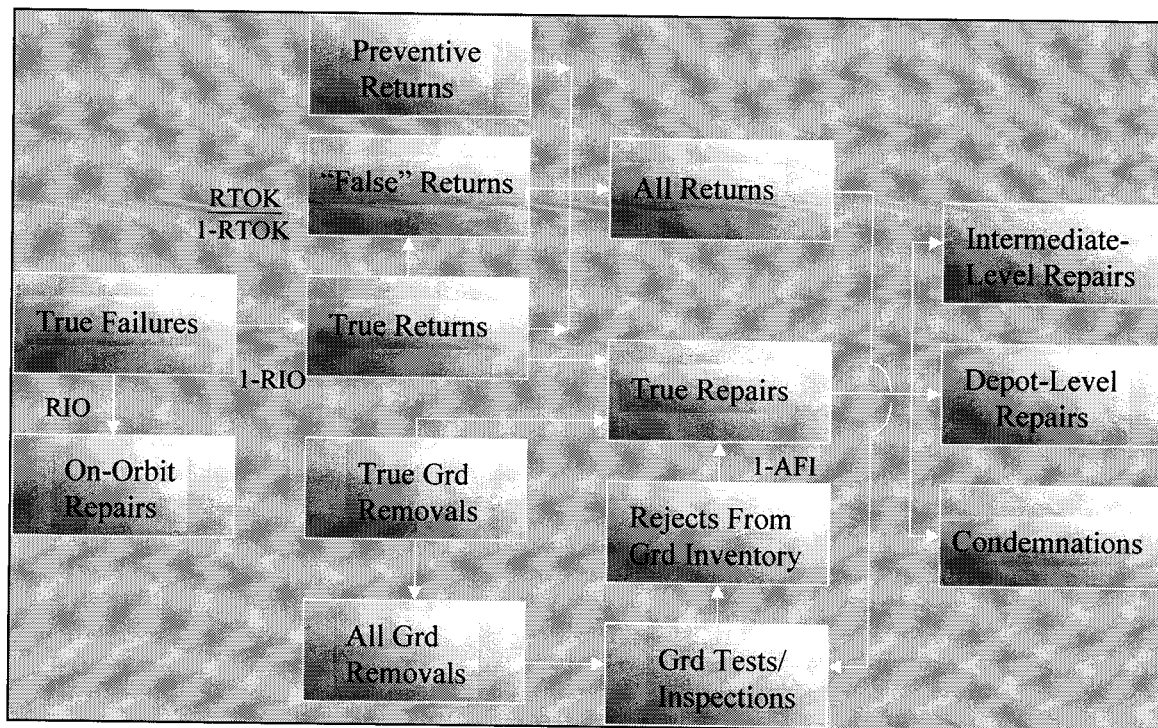 Preventive
Returns
“False” Returns
All Returns
RTOK
1-RTOK
Intermediate-
Level Repairs
True Failures
True Returns
1-RIO
RIO
True Repairs
Depot-Level
Repairs
On-Orbit
Repairs
True Grd
Removals
1-AFI
Rejects From
Grd Inventory
Condemnations
All Grd
Removals
Grd Tests/
Inspections